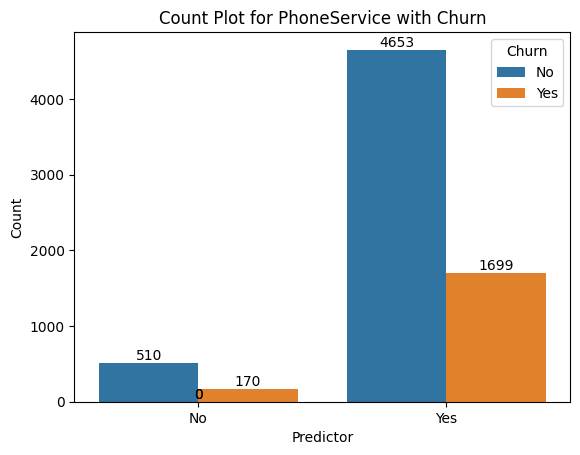 Count Plot for PhoneService with Churn
Churn
No
Yes
4653
1699
510
170
0
Count
4000
3000
2000
1000
0
No
Yes
Predictor